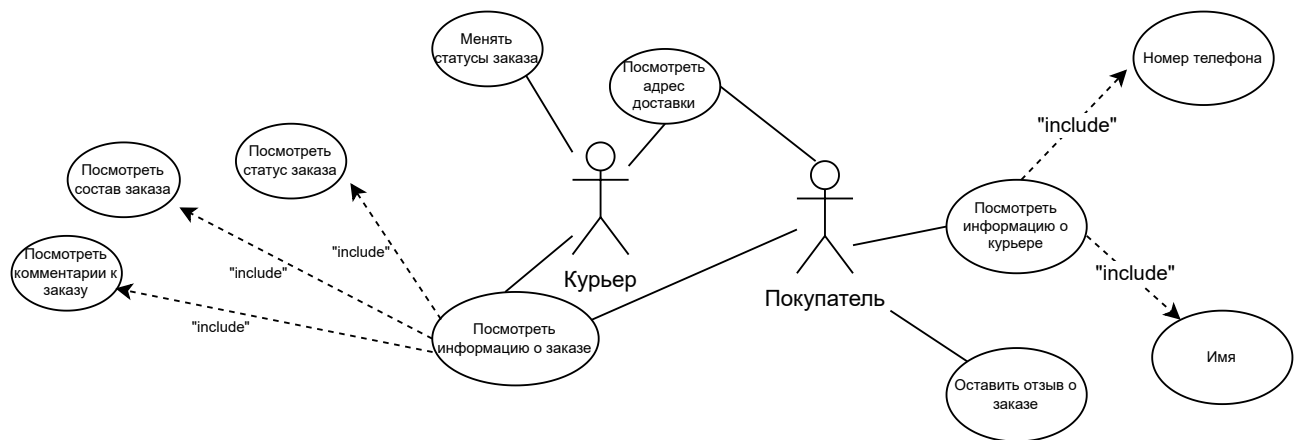 Менять
статусы заказа
Посмотреть
адрес
доставки
Номер телефона
"include"
Посмотреть
статус заказа
Посмотреть
состав заказа
Посмотреть
комментарии к
заказу
"include"
"include"
"include"
Курьер
Покупатель
Посмотреть
информацию о
курьере
"include"
Посмотреть
информацию о заказе
Имя
Оставить отзыв о
заказе